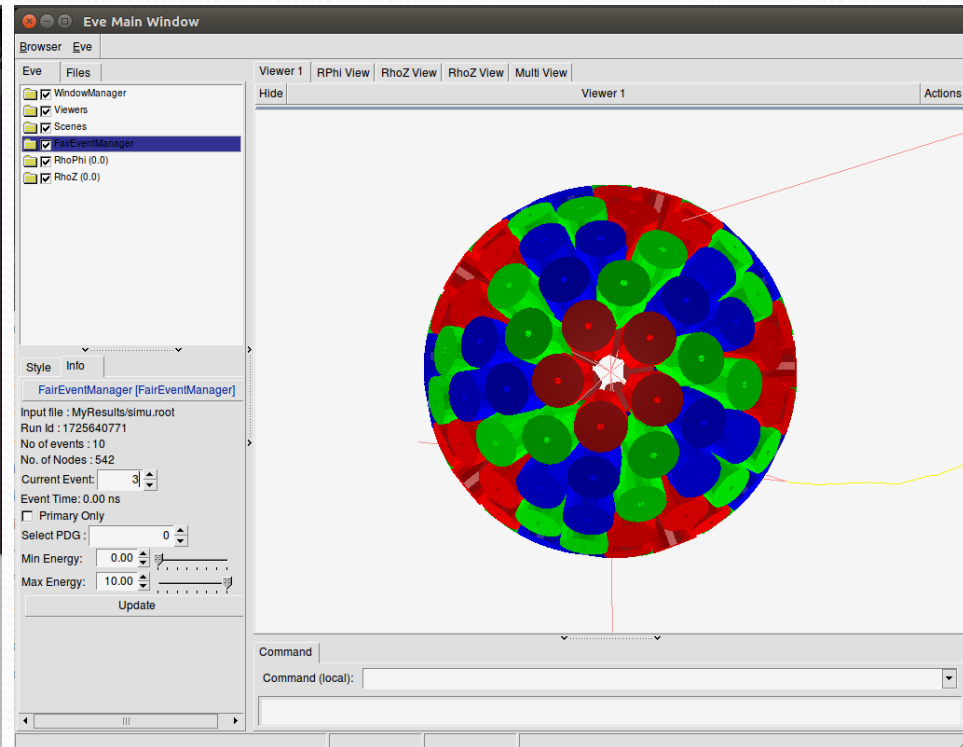 Eve Main Window
Browser Eve
Eve Files
WindowManager
Viewers
Scenes
FairEventManager
RhoPhi (0.0)
RhoZ (0.0)
Style Info
FairEventManager [FairEventManager]
Input file : MyResults/simu.root
Run Id : 1725640771
No of events : 10
No. of Nodes : 542
Current Event: 3
Event Time: 0.00 ns
Primary Only
Select PDG : 0
Min Energy: 0.00
Max Energy: 10.00
Update
Viewer 1 RPhi View RhoZ View RhoZ View Multi View
Hide Viewer 1 Actions
Command
Command (local):